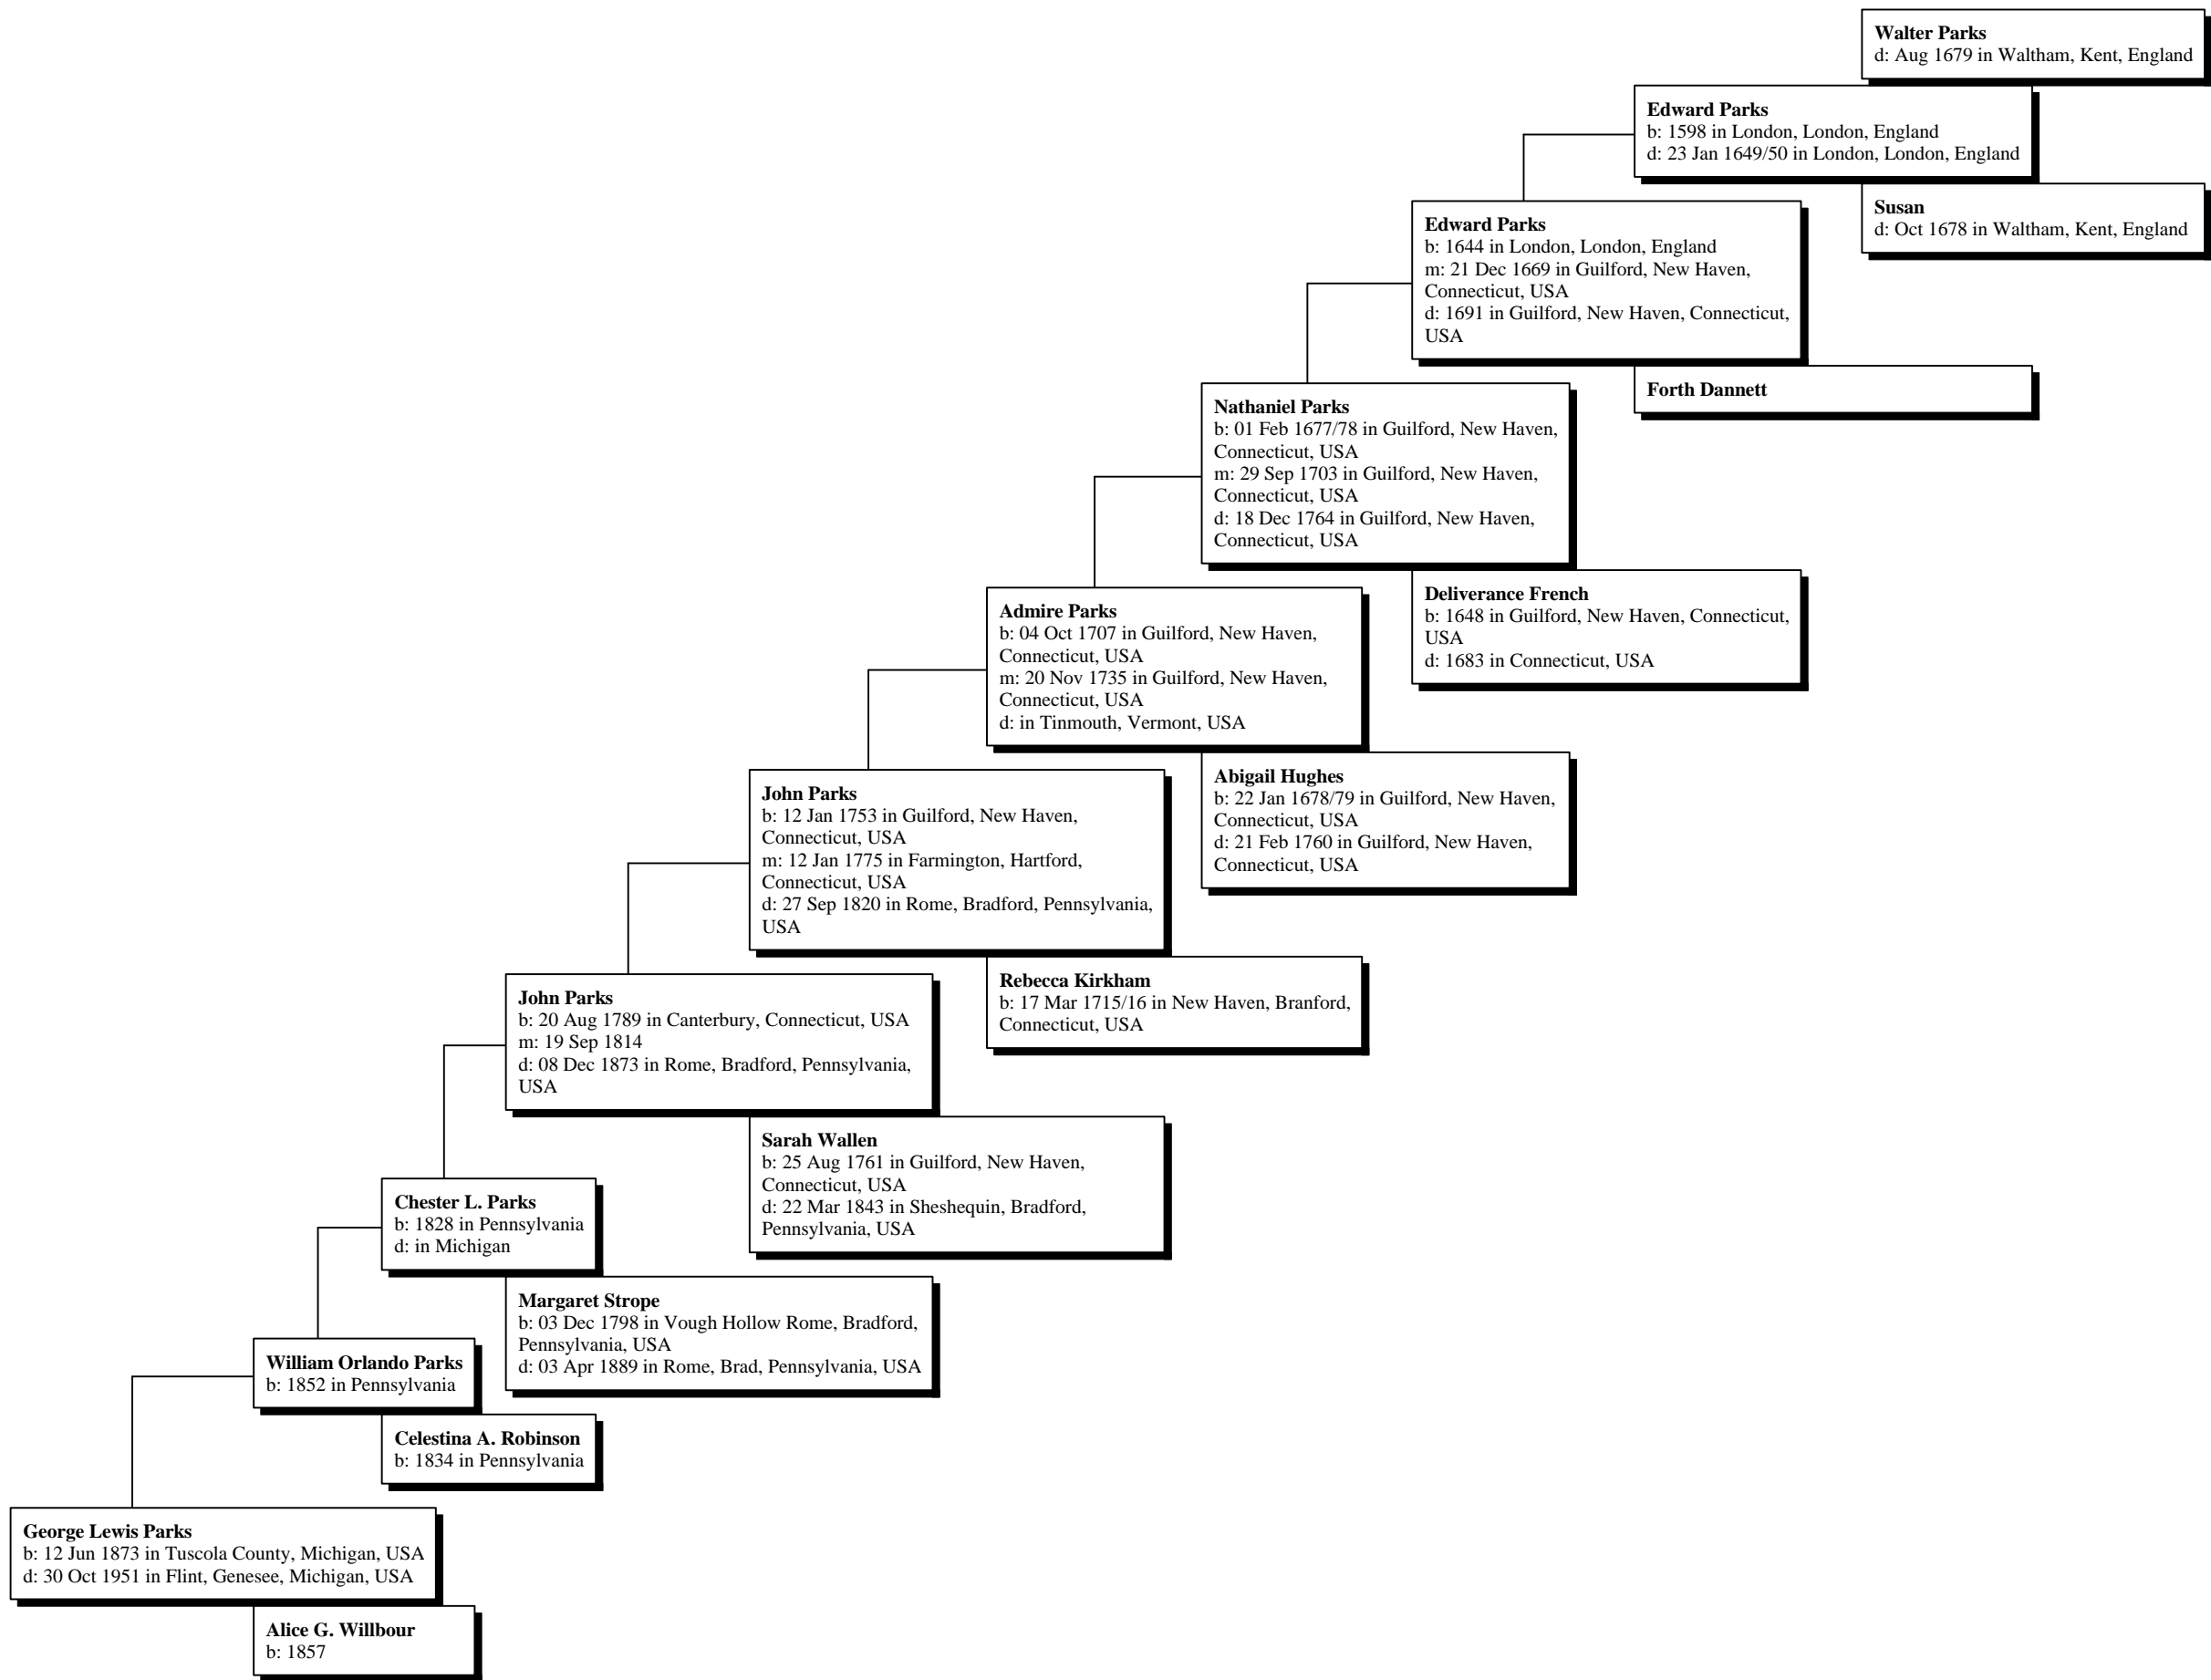 Walter Parks
d: Aug 1679 in Waltham, Kent, England
Edward Parks
b: 1598 in London, London, England
d: 23 Jan 1649/50 in London, London, England
Susan
d: Oct 1678 in Waltham, Kent, England
Edward Parks
b: 1644 in London, London, England
m: 21 Dec 1669 in Guilford, New Haven,
Connecticut, USA
d: 1691 in Guilford, New Haven, Connecticut,
USA
Forth Dannett
Nathaniel Parks
b: 01 Feb 1677/78 in Guilford, New Haven,
Connecticut, USA
m: 29 Sep 1703 in Guilford, New Haven,
Connecticut, USA
d: 18 Dec 1764 in Guilford, New Haven,
Connecticut, USA
Deliverance French
b: 1648 in Guilford, New Haven, Connecticut,
USA
d: 1683 in Connecticut, USA
Admire Parks
b: 04 Oct 1707 in Guilford, New Haven,
Connecticut, USA
m: 20 Nov 1735 in Guilford, New Haven,
Connecticut, USA
d: in Tinmouth, Vermont, USA
Abigail Hughes
b: 22 Jan 1678/79 in Guilford, New Haven,
Connecticut, USA
d: 21 Feb 1760 in Guilford, New Haven,
Connecticut, USA
John Parks
b: 12 Jan 1753 in Guilford, New Haven,
Connecticut, USA
m: 12 Jan 1775 in Farmington, Hartford,
Connecticut, USA
d: 27 Sep 1820 in Rome, Bradford, Pennsylvania,
USA
Rebecca Kirkham
b: 17 Mar 1715/16 in New Haven, Branford,
Connecticut, USA
John Parks
b: 20 Aug 1789 in Canterbury, Connecticut, USA
m: 19 Sep 1814
d: 08 Dec 1873 in Rome, Bradford, Pennsylvania,
USA
Sarah Wallen
b: 25 Aug 1761 in Guilford, New Haven,
Connecticut, USA
d: 22 Mar 1843 in Sheshequin, Bradford,
Pennsylvania, USA
Chester L. Parks
b: 1828 in Pennsylvania
d: in Michigan
Margaret Strope
b: 03 Dec 1798 in Vough Hollow Rome, Bradford,
Pennsylvania, USA
d: 03 Apr 1889 in Rome, Brad, Pennsylvania, USA
William Orlando Parks
b: 1852 in Pennsylvania
Celestina A. Robinson
b: 1834 in Pennsylvania
George Lewis Parks
b: 12 Jun 1873 in Tuscola County, Michigan, USA
d: 30 Oct 1951 in Flint, Genesee, Michigan, USA
Alice G. Willbour
b: 1857